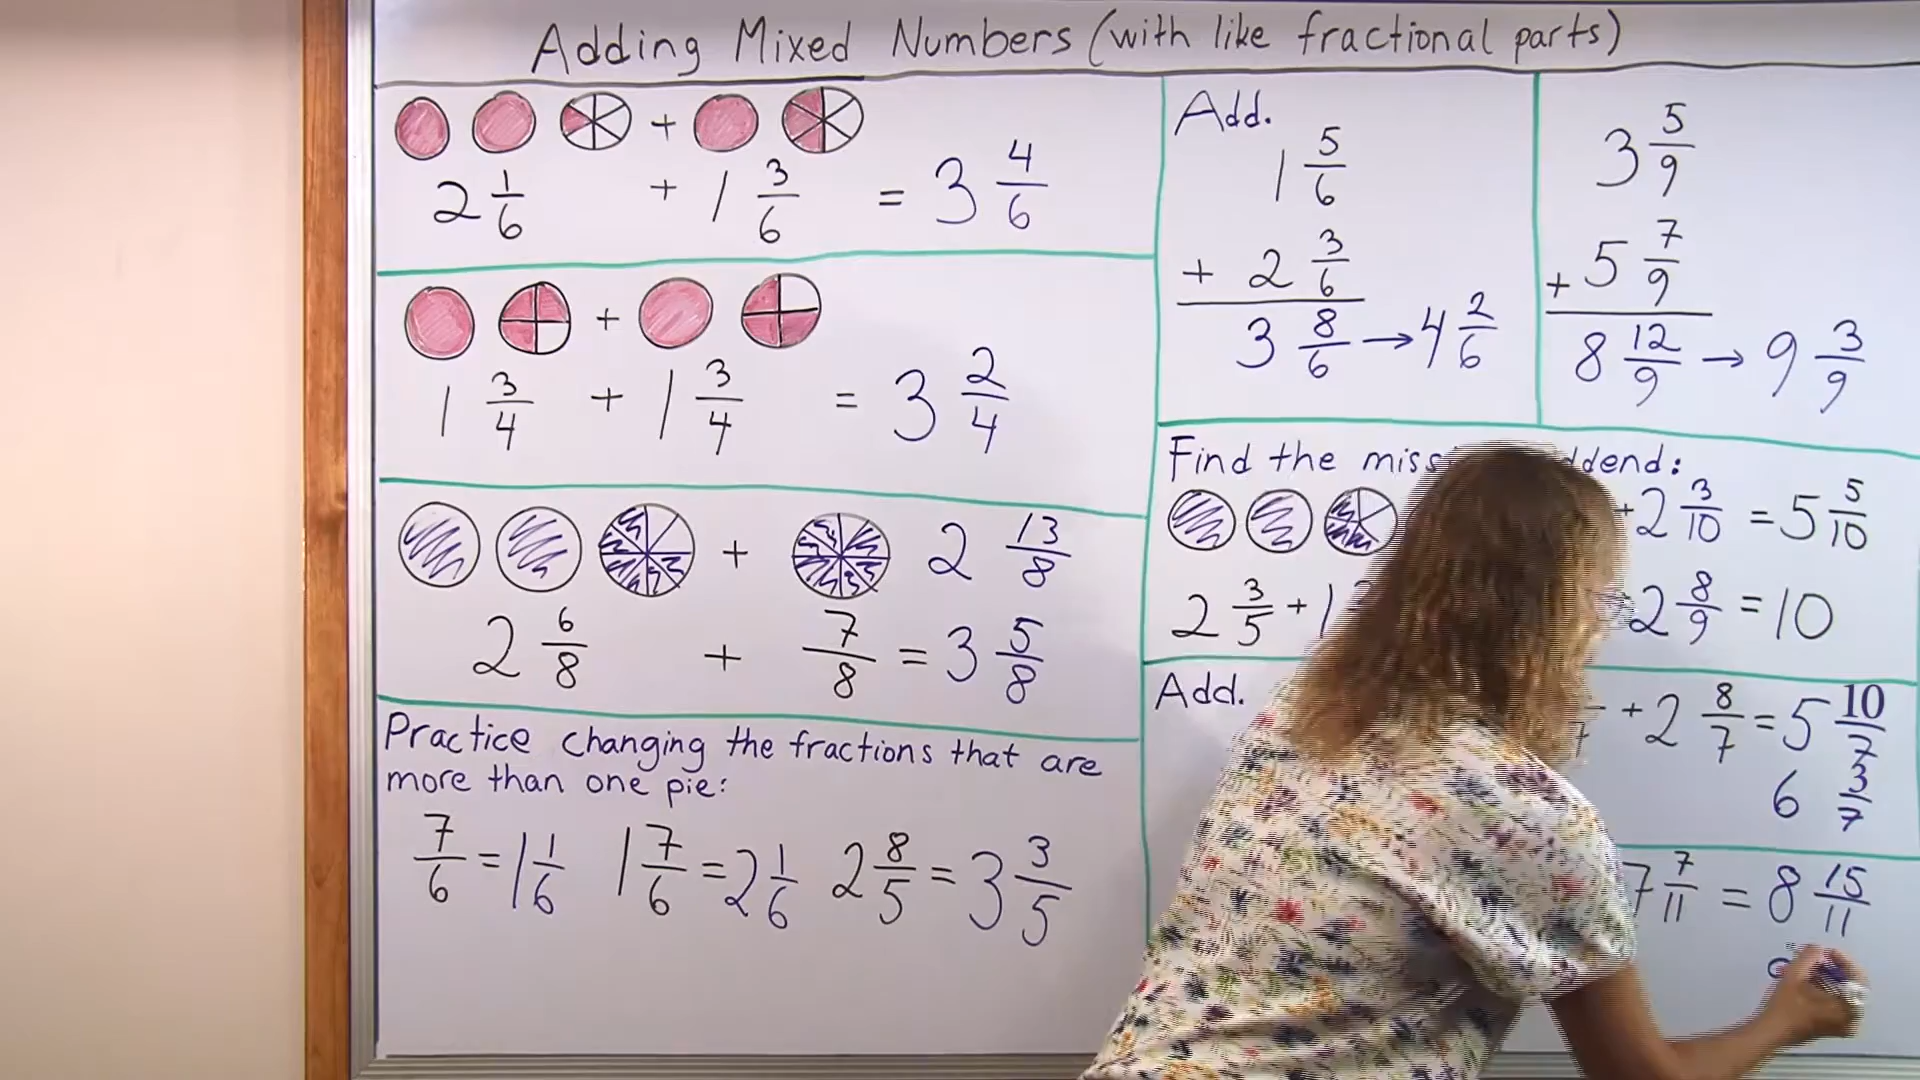 Adding Mixed Numbers (with like fractional parts)
+
2 1/6 + 1 3/6 = 3 4/6
+
1 3/4 + 1 3/4 = 3 2/4
+ 2 13/8
2 6/8 + 7/8 = 3 5/8
Practice changing the fractions that are
more than one pie:
7/6 = 1 1/6 1 7/6 = 2 1/6 2 8/5 = 3 3/5
Add.
1 5/6
+ 2 3/6
3 8/6 → 4 2/6
3 5/9
+ 5 7/9
8 12/9 → 9 3/9
Find the miss ddend:
+ 2 3/10 = 5 5/10
2 3/5 + 1
2 8/9 = 10
Add.
+ 2 8/7 = 5 10/7
6 3/7
7 7/11 = 8 15/11